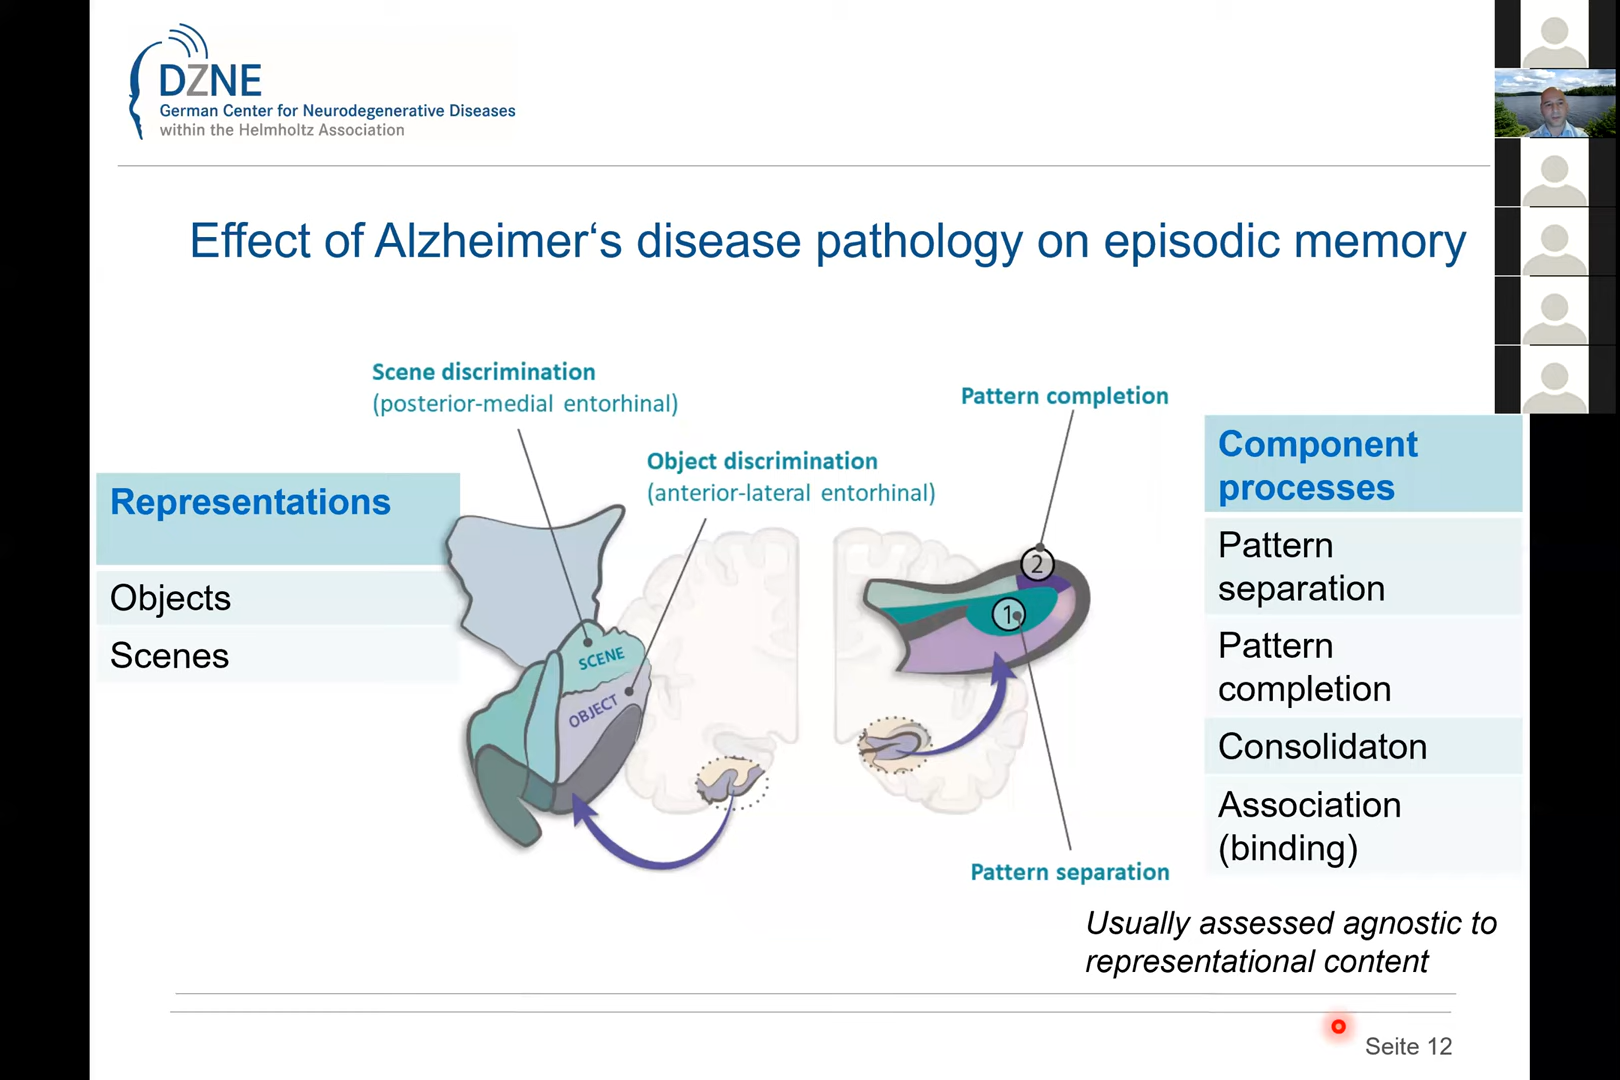 DZNE
German Center for Neurodegenerative Diseases
within the Helmholtz Association
Effect of Alzheimer‘s disease pathology on episodic memory
Scene discrimination
(posterior-medial entorhinal)
Object discrimination
(anterior-lateral entorhinal)
Pattern completion
Representations
Objects
Scenes
SCENE
OBJECT
2
1
Pattern separation
Component
processes
Pattern
separation
Pattern
completion
Consolidaton
Association
(binding)
Usually assessed agnostic to
representational content
Seite 12